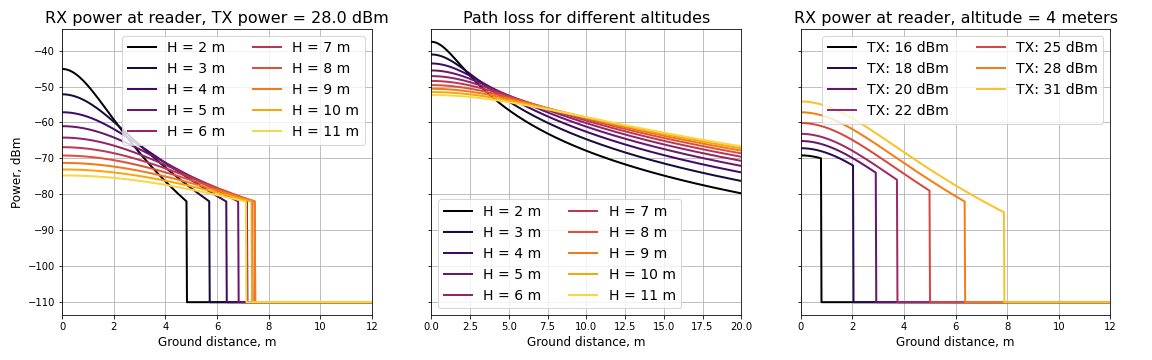 RX power at reader, TX power = 28.0 dBm
H = 2 m
H = 3 m
H = 4 m
H = 5 m
H = 6 m
H = 7 m
H = 8 m
H = 9 m
H = 10 m
H = 11 m
−40
−50
−60
−70
−80
−90
−100
−110
Power, dBm
0 2 4 6 8 10 12
Ground distance, m
Path loss for different altitudes
H = 2 m
H = 3 m
H = 4 m
H = 5 m
H = 6 m
H = 7 m
H = 8 m
H = 9 m
H = 10 m
H = 11 m
0.0 2.5 5.0 7.5 10.0 12.5 15.0 17.5 20.0
Ground distance, m
RX power at reader, altitude = 4 meters
TX: 16 dBm
TX: 18 dBm
TX: 20 dBm
TX: 22 dBm
TX: 25 dBm
TX: 28 dBm
TX: 31 dBm
0 2 4 6 8 10 12
Ground distance, m